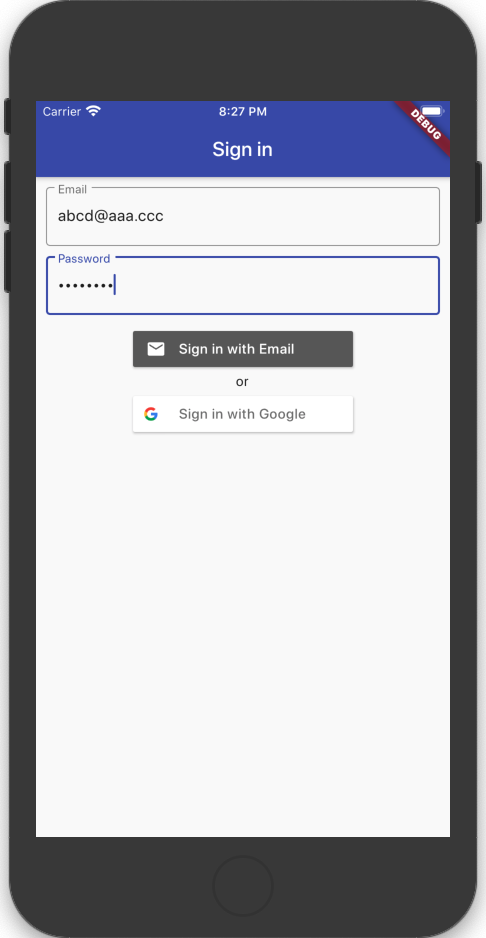 Carrier 8:27 PM
DEBUG
Sign in
Email
abcd@aaa.ccc
Password
••••••••
Sign in with Email
or
G Sign in with Google